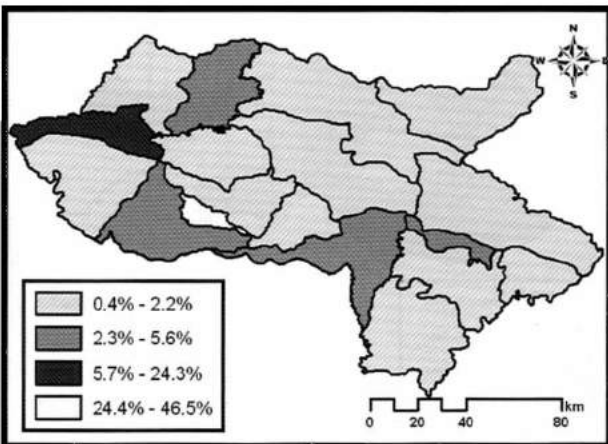 N
W E
S
0.4% - 2.2%
2.3% - 5.6%
5.7% - 24.3%
24.4% - 46.5%
km
0 20 40 80